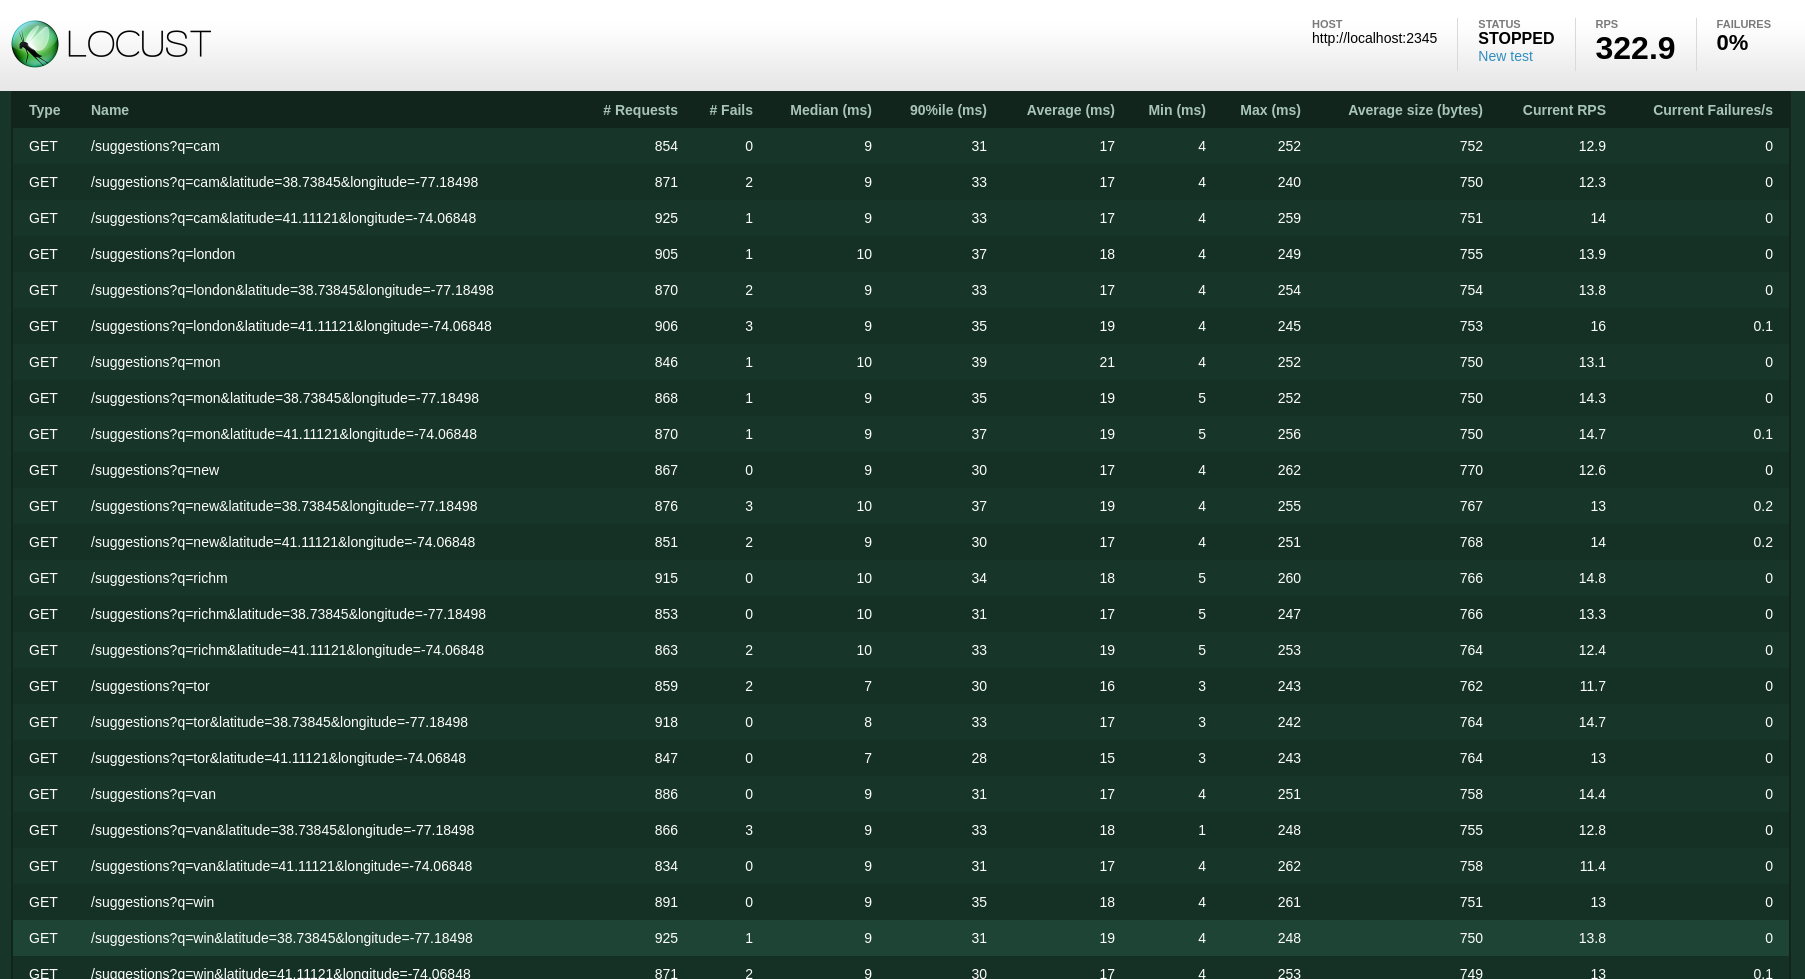 LOCUST
HOST
http://localhost:2345
STATUS
STOPPED
New test
RPS
322.9
FAILURES
0%
Type Name # Requests # Fails Median (ms) 90%ile (ms) Average (ms) Min (ms) Max (ms) Average size (bytes) Current RPS Current Failures/s
GET /suggestions?q=cam 854 0 9 31 17 4 252 752 12.9 0
GET /suggestions?q=cam&latitude=38.73845&longitude=-77.18498 871 2 9 33 17 4 240 750 12.3 0
GET /suggestions?q=cam&latitude=41.11121&longitude=-74.06848 925 1 9 33 17 4 259 751 14 0
GET /suggestions?q=london 905 1 10 37 18 4 249 755 13.9 0
GET /suggestions?q=london&latitude=38.73845&longitude=-77.18498 870 2 9 33 17 4 254 754 13.8 0
GET /suggestions?q=london&latitude=41.11121&longitude=-74.06848 906 3 9 35 19 4 245 753 16 0.1
GET /suggestions?q=mon 846 1 10 39 21 4 252 750 13.1 0
GET /suggestions?q=mon&latitude=38.73845&longitude=-77.18498 868 1 9 35 19 5 252 750 14.3 0
GET /suggestions?q=mon&latitude=41.11121&longitude=-74.06848 870 1 9 37 19 5 256 750 14.7 0.1
GET /suggestions?q=new 867 0 9 30 17 4 262 770 12.6 0
GET /suggestions?q=new&latitude=38.73845&longitude=-77.18498 876 3 10 37 19 4 255 767 13 0.2
GET /suggestions?q=new&latitude=41.11121&longitude=-74.06848 851 2 9 30 17 4 251 768 14 0.2
GET /suggestions?q=richm 915 0 10 34 18 5 260 766 14.8 0
GET /suggestions?q=richm&latitude=38.73845&longitude=-77.18498 853 0 10 31 17 5 247 766 13.3 0
GET /suggestions?q=richm&latitude=41.11121&longitude=-74.06848 863 2 10 33 19 5 253 764 12.4 0
GET /suggestions?q=tor 859 2 7 30 16 3 243 762 11.7 0
GET /suggestions?q=tor&latitude=38.73845&longitude=-77.18498 918 0 8 33 17 3 242 764 14.7 0
GET /suggestions?q=tor&latitude=41.11121&longitude=-74.06848 847 0 7 28 15 3 243 764 13 0
GET /suggestions?q=van 886 0 9 31 17 4 251 758 14.4 0
GET /suggestions?q=van&latitude=38.73845&longitude=-77.18498 866 3 9 33 18 1 248 755 12.8 0
GET /suggestions?q=van&latitude=41.11121&longitude=-74.06848 834 0 9 31 17 4 262 758 11.4 0
GET /suggestions?q=win 891 0 9 35 18 4 261 751 13 0
GET /suggestions?q=win&latitude=38.73845&longitude=-77.18498 925 1 9 31 19 4 248 750 13.8 0
GET /suggestions?q=win&latitude=41.11121&longitude=-74.06848 871 2 9 30 17 4 253 749 13 0.1